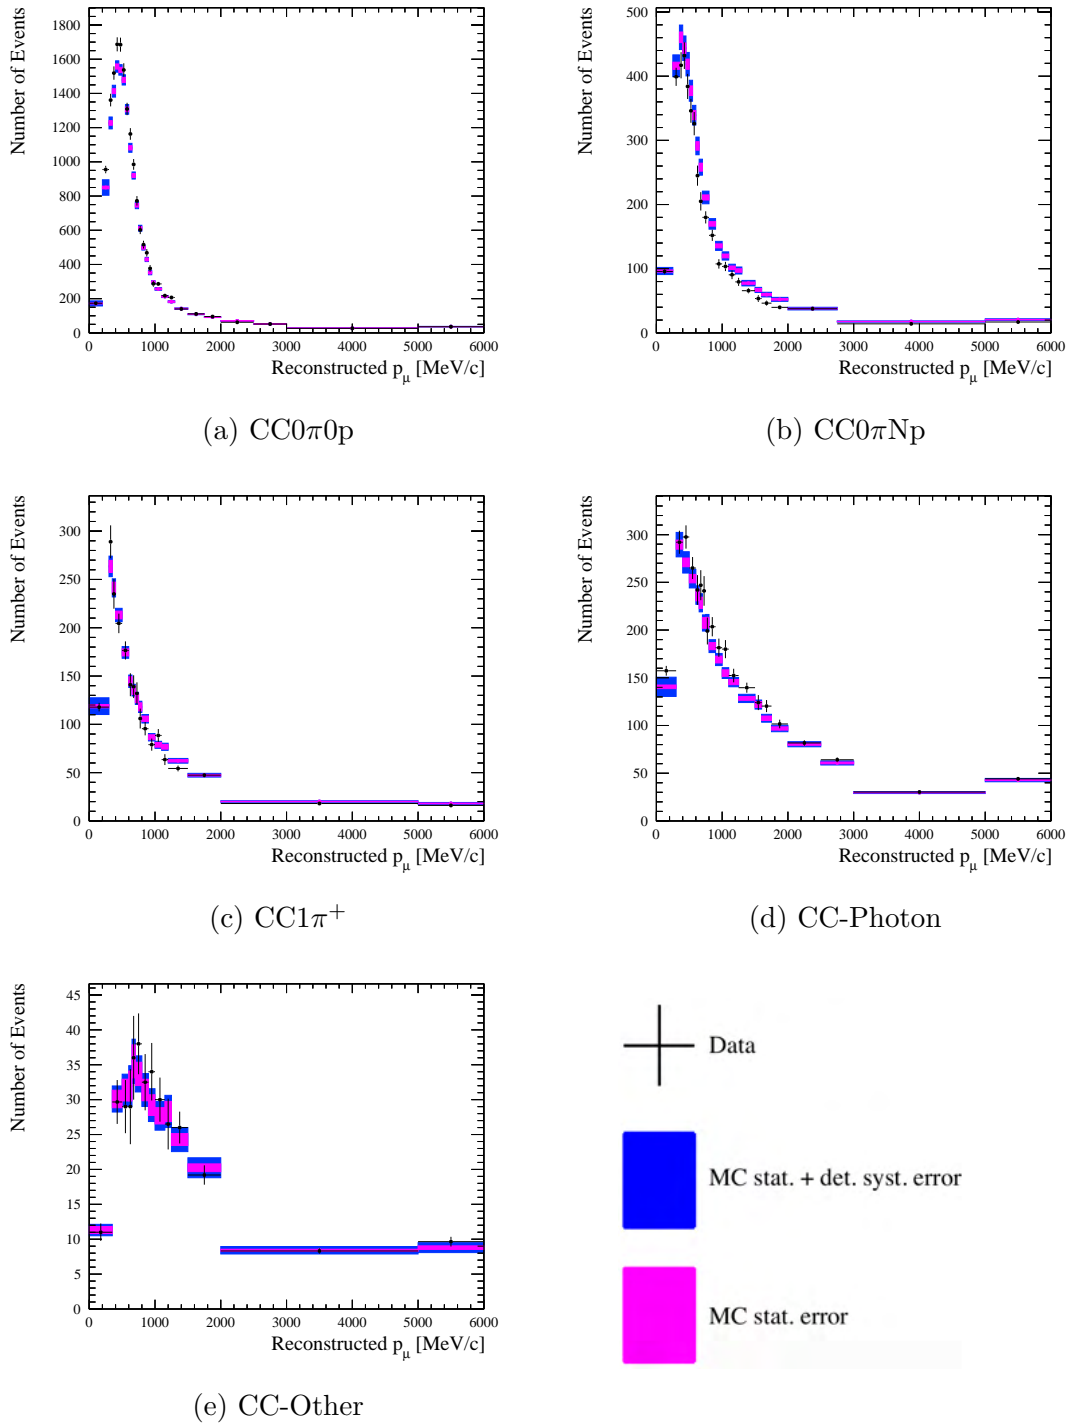 Number of Events
1800
1600
1400
1200
1000
800
600
400
200
0
0 1000 2000 3000 4000 5000 6000
Reconstructed pμ [MeV/c]
(a) CC0π0p
Number of Events
500
400
300
200
100
0
0 1000 2000 3000 4000 5000 6000
Reconstructed pμ [MeV/c]
(b) CC0πNp
Number of Events
300
250
200
150
100
50
0
0 1000 2000 3000 4000 5000 6000
Reconstructed pμ [MeV/c]
(c) CC1π⁺
Number of Events
300
250
200
150
100
50
0
0 1000 2000 3000 4000 5000 6000
Reconstructed pμ [MeV/c]
(d) CC-Photon
Number of Events
45
40
35
30
25
20
15
10
5
0
0 1000 2000 3000 4000 5000 6000
Reconstructed pμ [MeV/c]
(e) CC-Other
Data
MC stat. + det. syst. error
MC stat. error